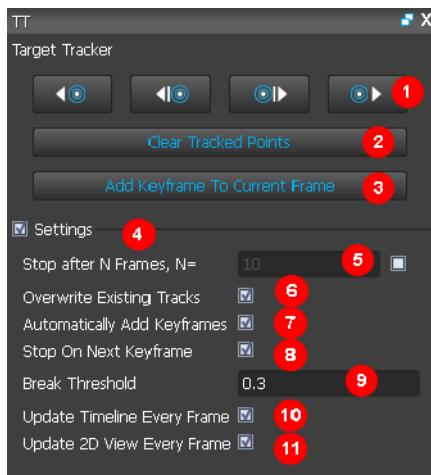 TT X
Target Tracker
1
Clear Tracked Points 2
Add Keyframe To Current Frame 3
Settings 4
Stop after N Frames, N= 10 5
Overwrite Existing Tracks 6
Automatically Add Keyframes 7
Stop On Next Keyframe 8
Break Threshold 0.3 9
Update Timeline Every Frame 10
Update 2D View Every Frame 11